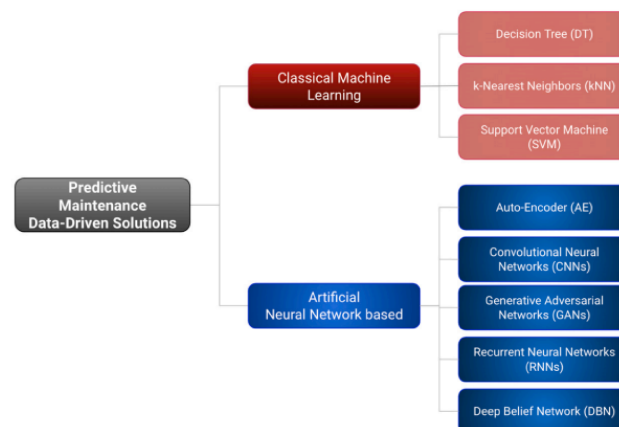 Decision Tree (DT)
Classical Machine
Learning
k-Nearest Neighbors (kNN)
Support Vector Machine
(SVM)
Predictive
Maintenance
Data-Driven Solutions
Auto-Encoder (AE)
Convolutional Neural
Networks (CNNs)
Artificial
Neural Network based
Generative Adversarial
Networks (GANs)
Recurrent Neural Networks
(RNNs)
Deep Belief Network (DBN)